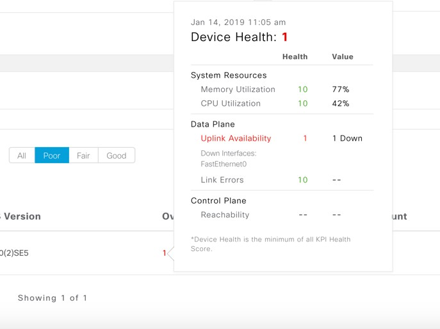 Jan 14, 2019 11:05 am
Device Health: 1
Health Value
System Resources
Memory Utilization 10 77%
CPU Utilization 10 42%
Data Plane
Uplink Availability 1 1 Down
Down Interfaces:
FastEthernet0
Link Errors 10 --
Control Plane
Reachability -- --
*Device Health is the minimum of all KPI Health
Score.
All Poor Fair Good
Version Ov unt
0(2)SE5 1
Showing 1 of 1